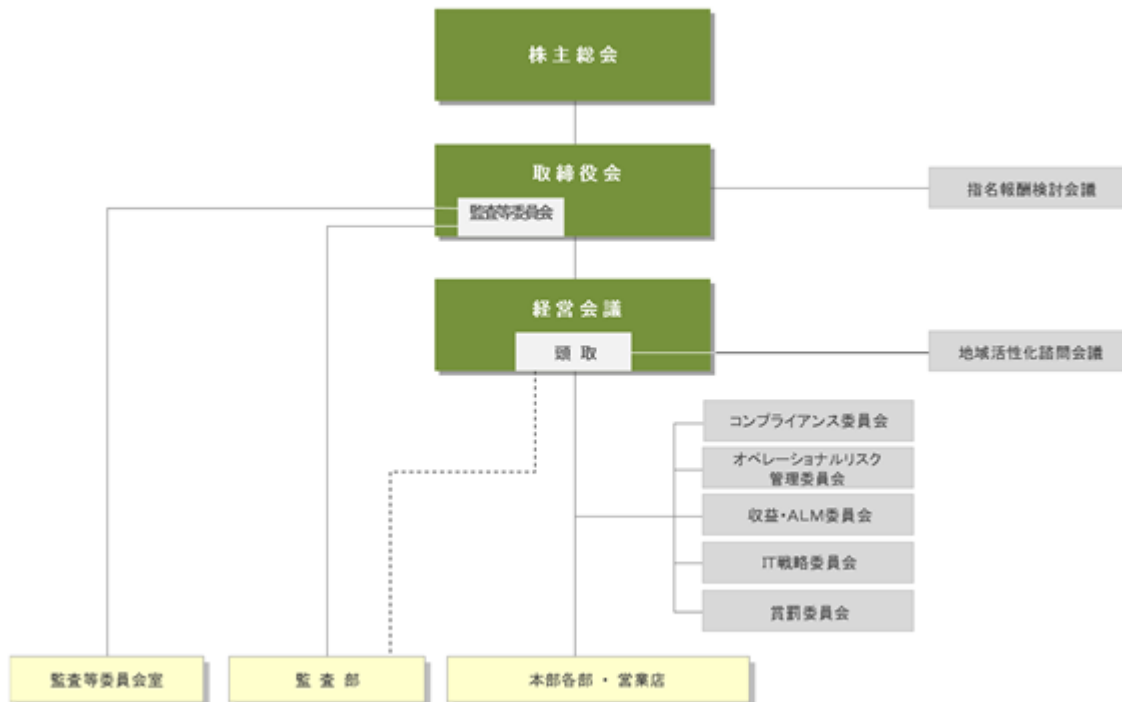 株主総会
取締役会
監査等委員会
指名報酬検討会議
経営会議
頭取
地域活性化諮問会議
コンプライアンス委員会
オペレーショナルリスク
管理委員会
収益・ALM委員会
IT戦略委員会
賞罰委員会
監査等委員会室
監査部
本部各部・営業店